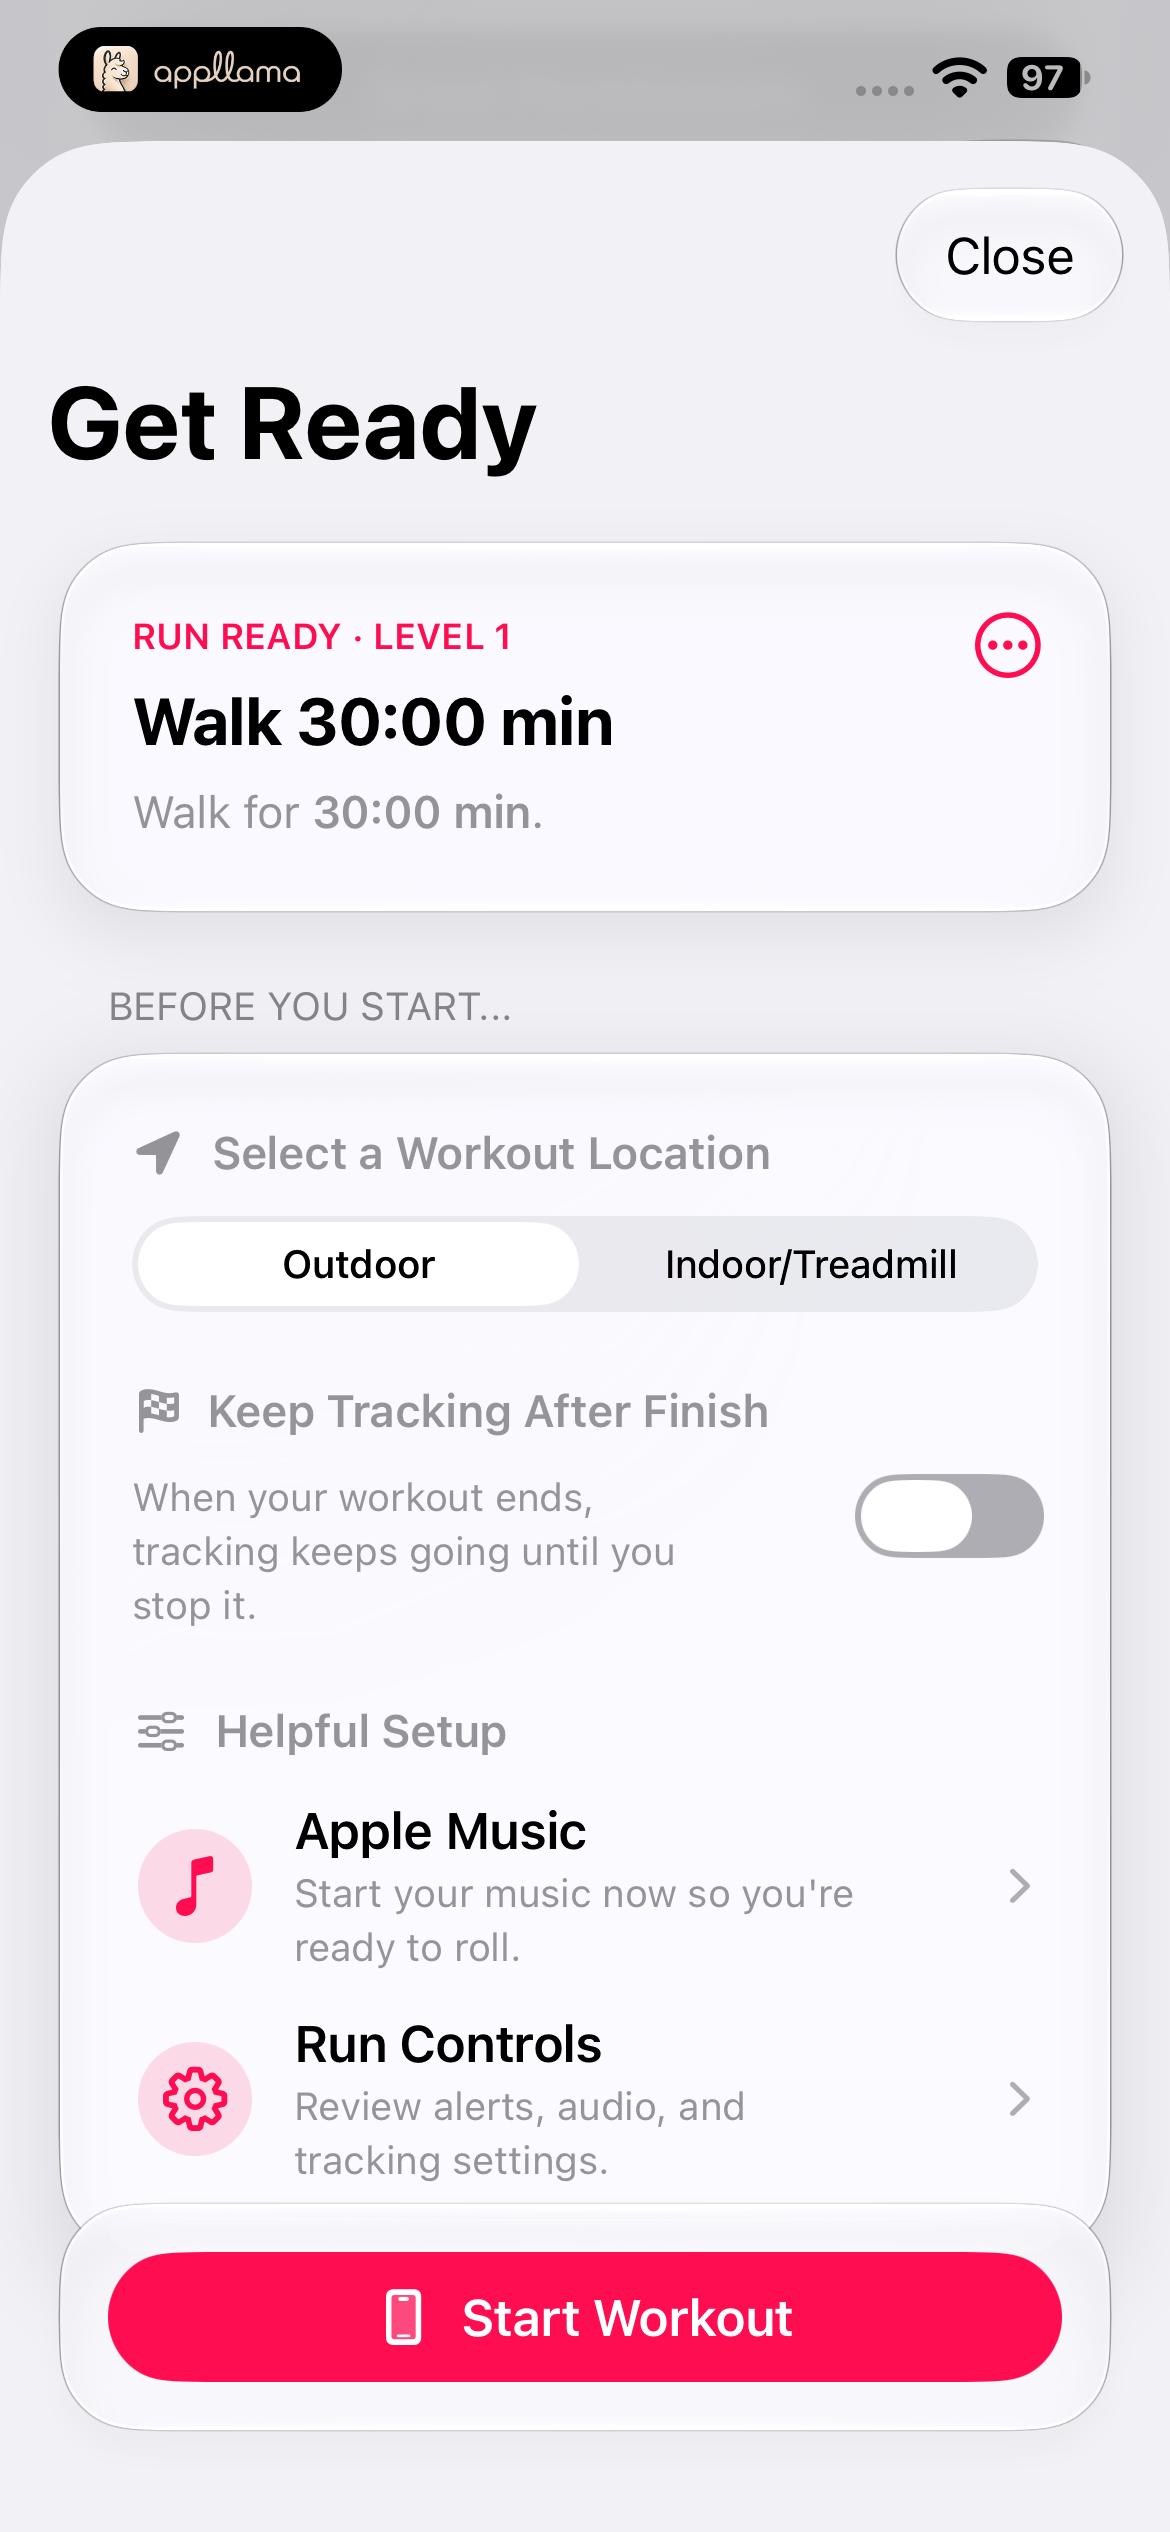 appllama
97
Close
Get Ready
RUN READY · LEVEL 1
Walk 30:00 min
Walk for 30:00 min.
BEFORE YOU START...
Select a Workout Location
Outdoor
Indoor/Treadmill
Keep Tracking After Finish
When your workout ends,
tracking keeps going until you
stop it.
Helpful Setup
Apple Music
Start your music now so you're
ready to roll.
Run Controls
Review alerts, audio, and
tracking settings.
Start Workout